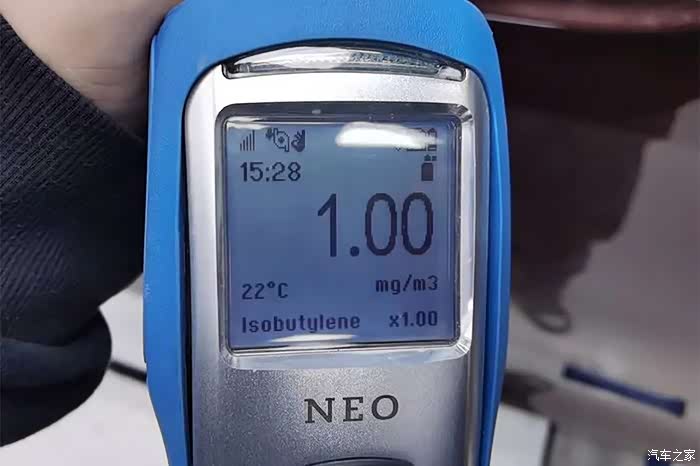 15:28
1.00
22°C mg/m3
Isobutylene x1.00
NEO
汽车之家